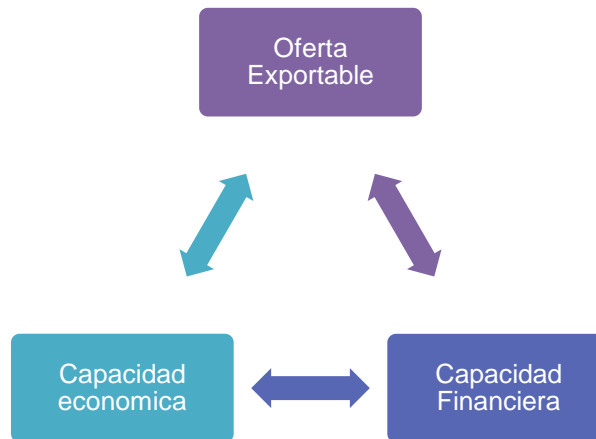 Oferta
Exportable
Capacidad
economica
Capacidad
Financiera